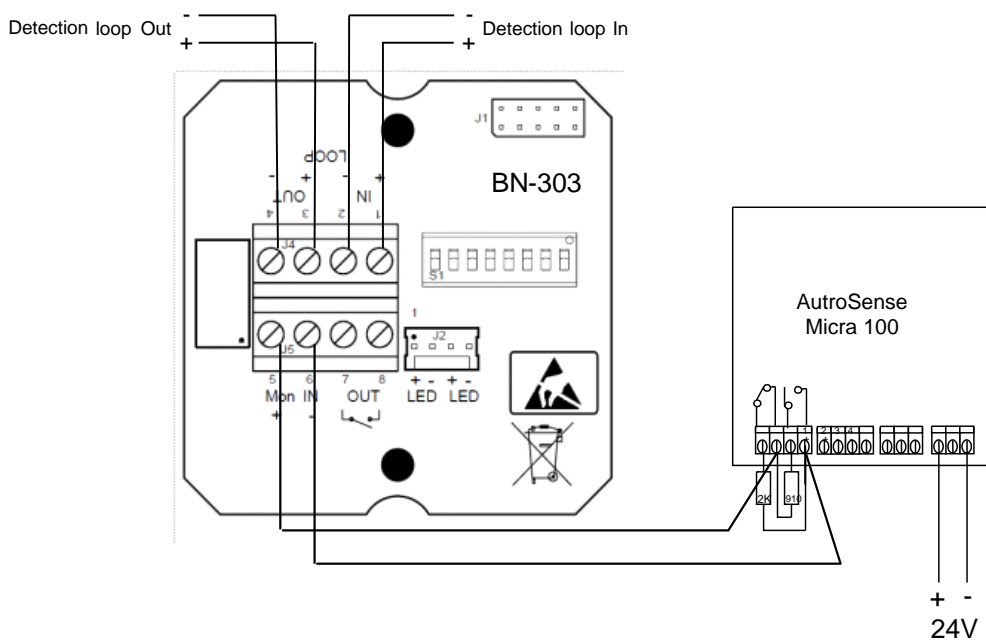 Detection loop Out
-
+
-
+
Detection loop In
J1
LOOP
- + - +
OUT IN
4 3 2 1
J4
BN-303
S1
J5
1
J2
5 6 7 8
Mon IN OUT
+ -
+ - + -
LED LED
AutroSense
Micra 100
1 2 3 4
+ +
2K 910
+ -
24V